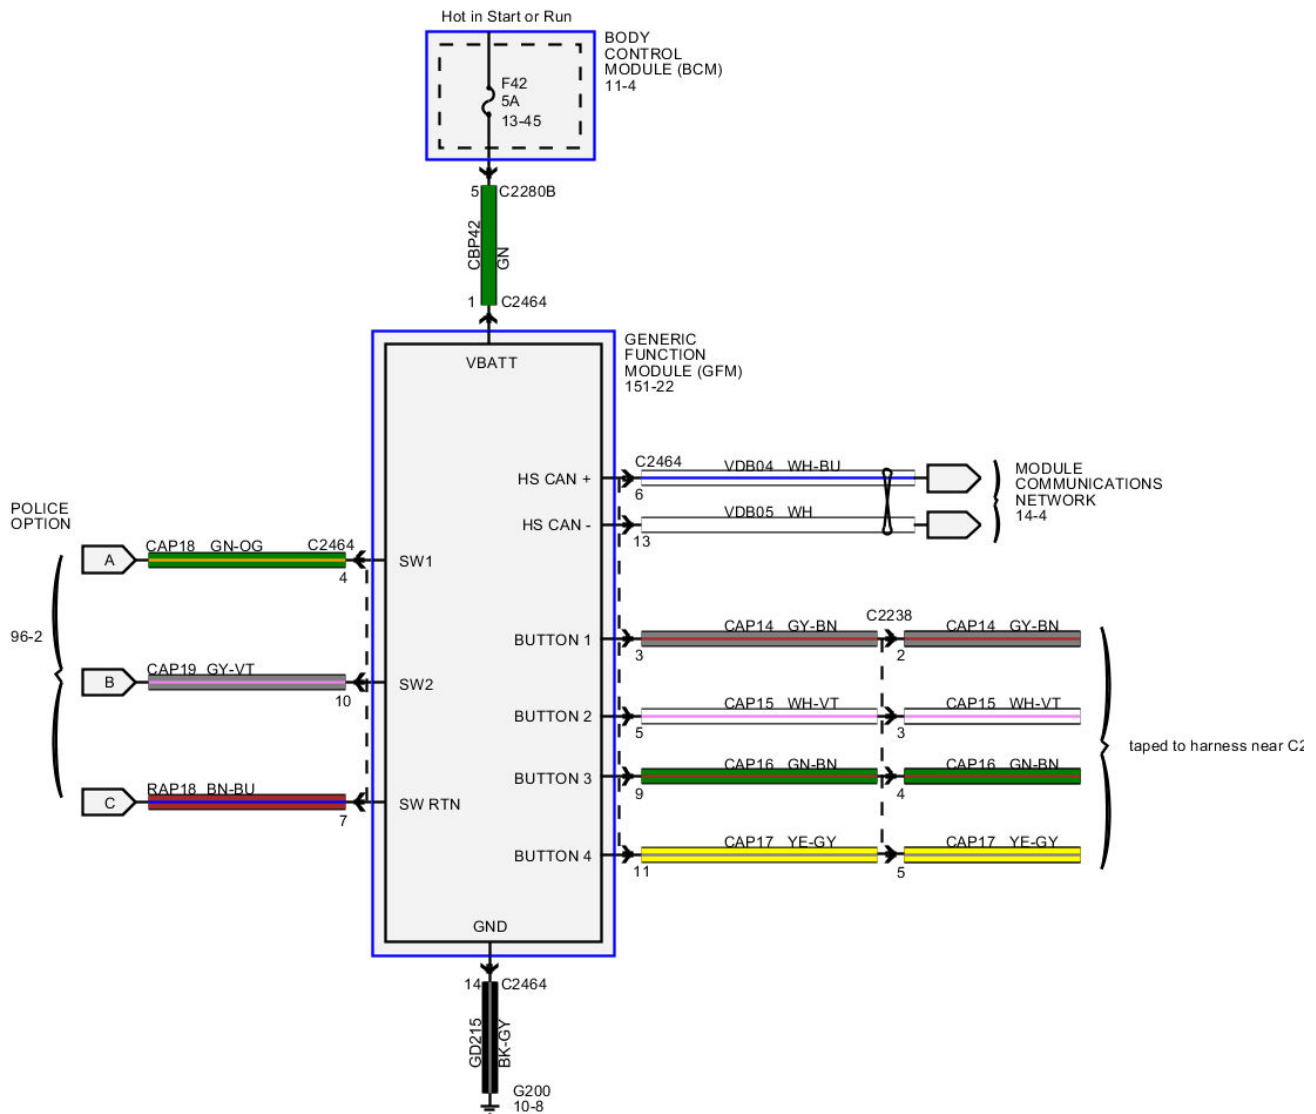 Hot in Start or Run
BODY
CONTROL
MODULE (BCM)
11-4
F42
5A
13-45
5 C2280B
CBP42
GN
1 C2464
VBATT
GENERIC
FUNCTION
MODULE (GFM)
151-22
HS CAN +
C2464
6
VDB04 WH-BU
HS CAN -
13
VDB05 WH
MODULE
COMMUNICATIONS
NETWORK
14-4
POLICE
OPTION
96-2
A
CAP18 GN-OG C2464
4
SW1
B
CAP19 GY-VT
10
SW2
C
RAP18 BN-BU
7
SW RTN
C2238
BUTTON 1
3
CAP14 GY-BN
2
CAP14 GY-BN
BUTTON 2
5
CAP15 WH-VT
3
CAP15 WH-VT
BUTTON 3
9
CAP16 GN-BN
4
CAP16 GN-BN
BUTTON 4
11
CAP17 YE-GY
5
CAP17 YE-GY
taped to harness near C2
GND
14 C2464
GD215
BK-GY
G200
10-8